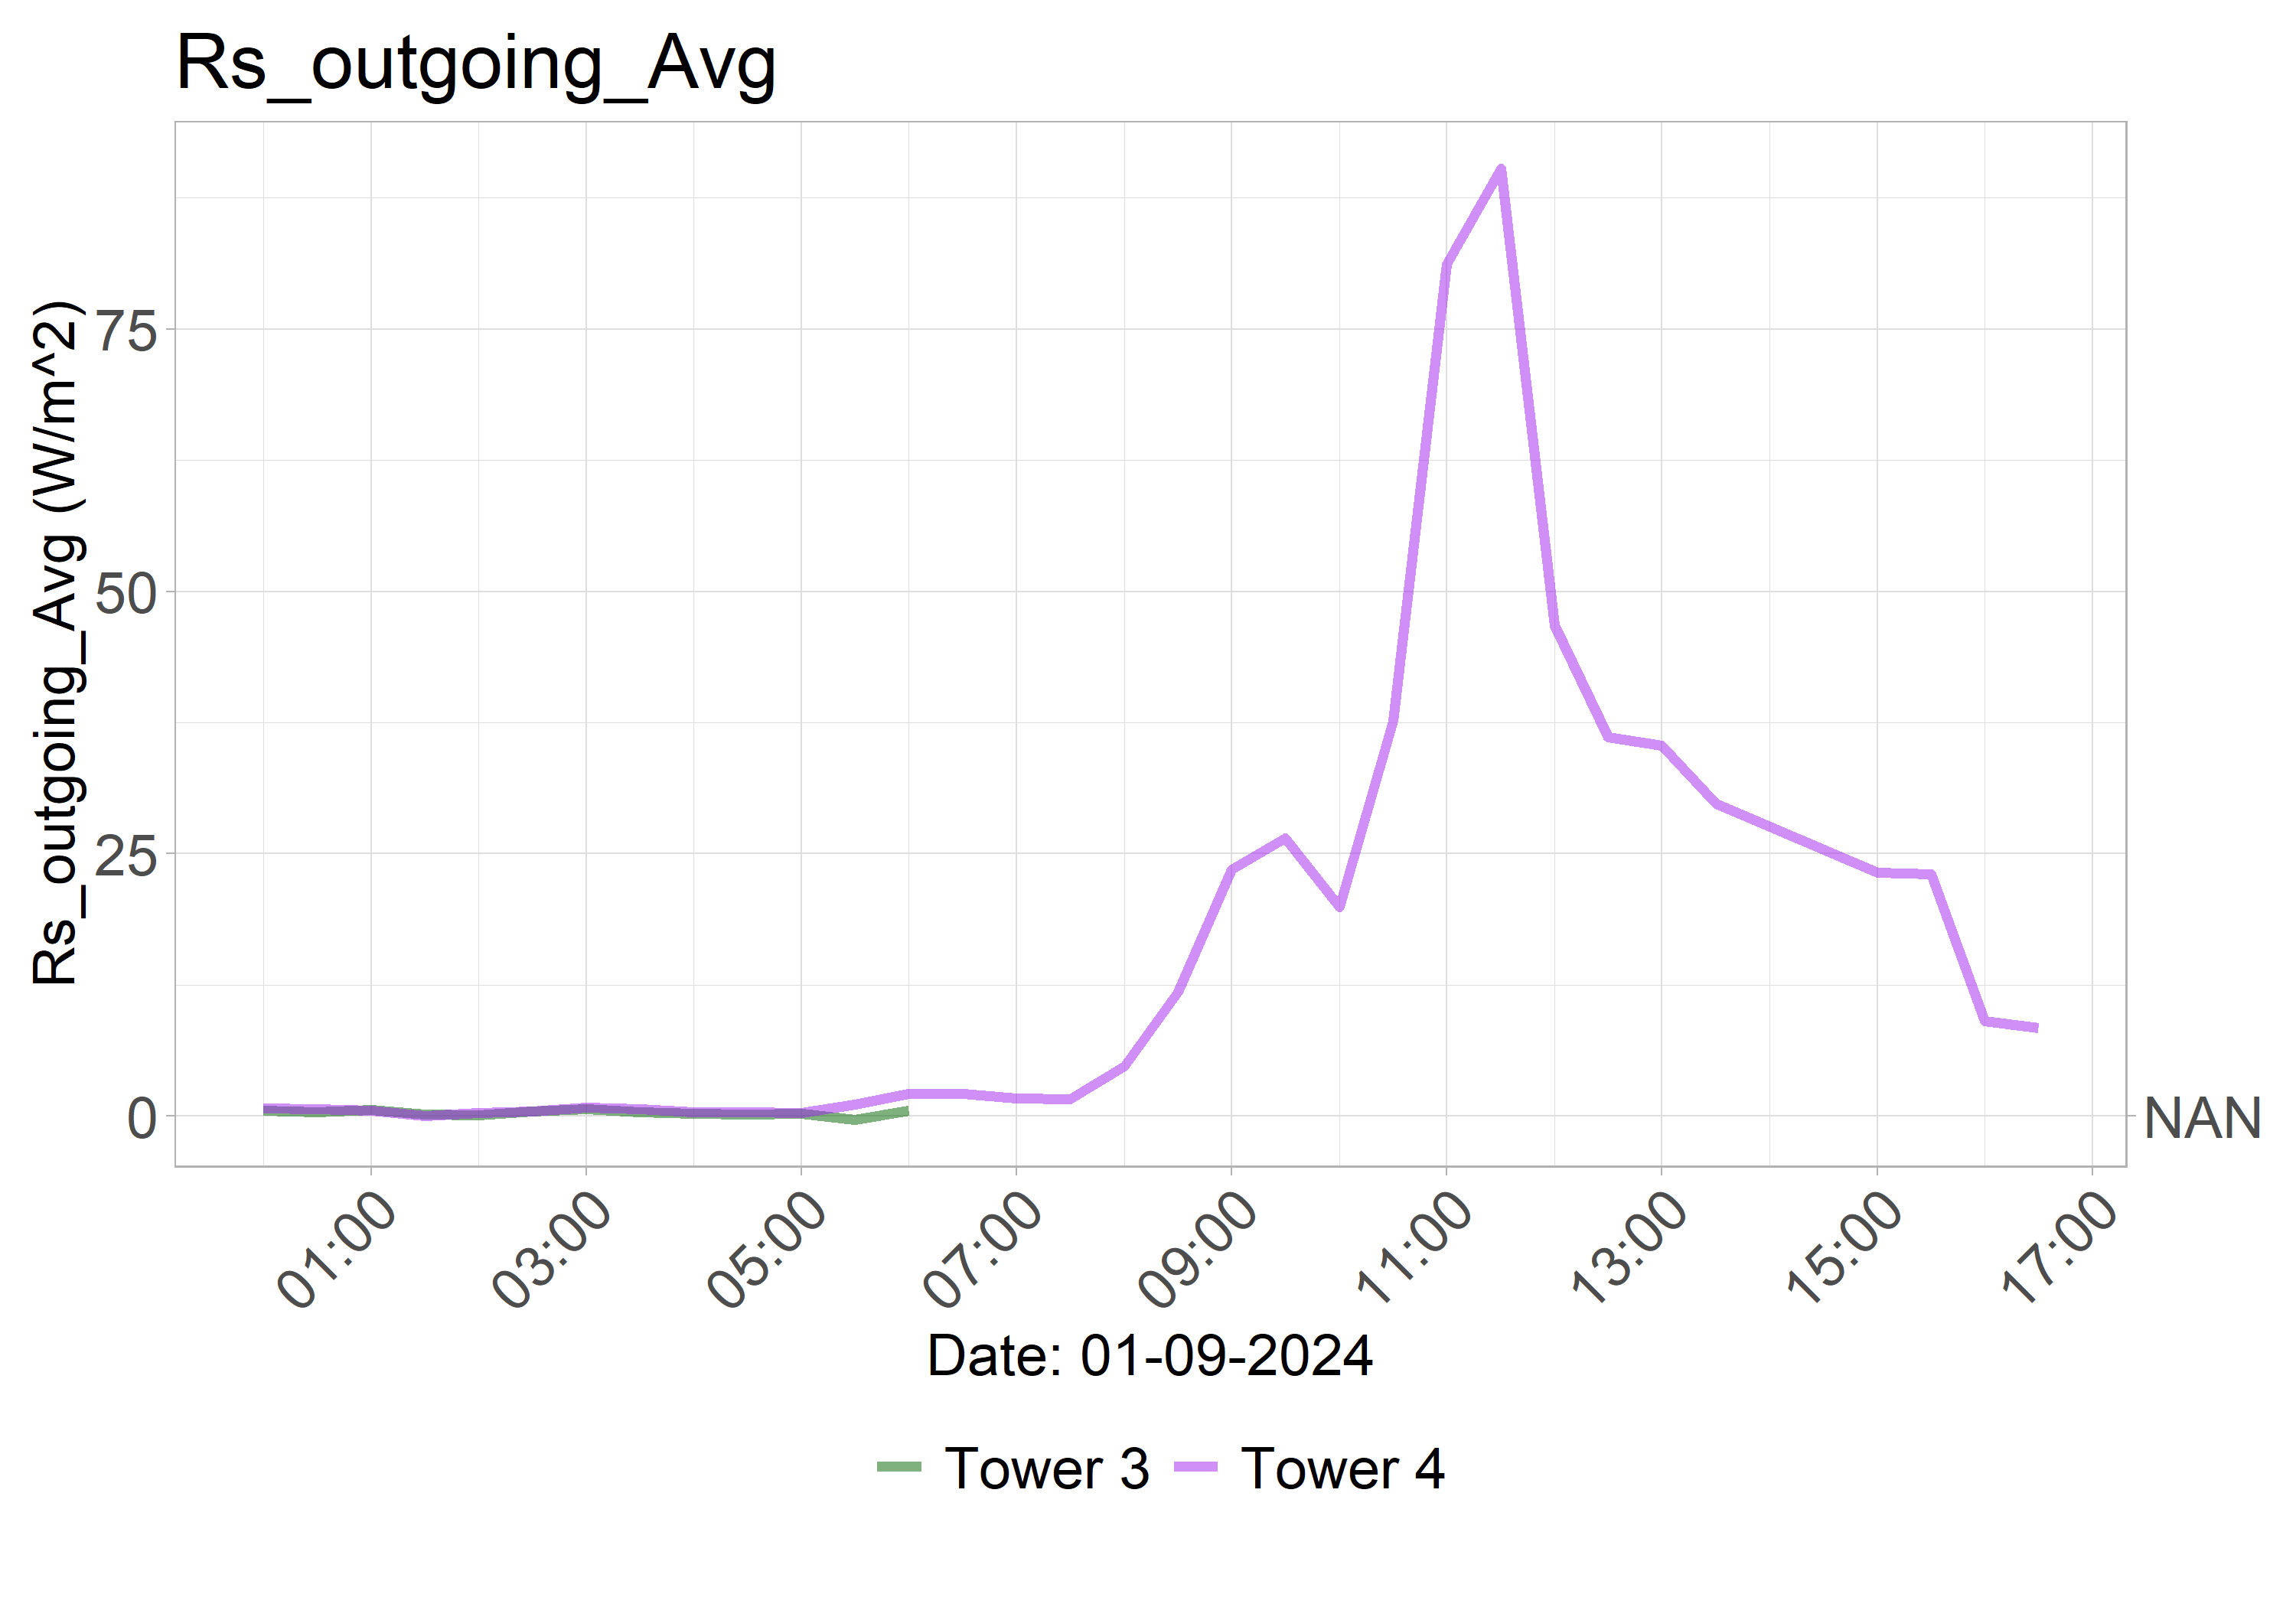 Rs_outgoing_Avg
Rs_outgoing_Avg (W/m^2)
75
50
25
0
NAN
01:00
03:00
05:00
07:00
09:00
11:00
13:00
15:00
17:00
Date: 01-09-2024
Tower 3
Tower 4